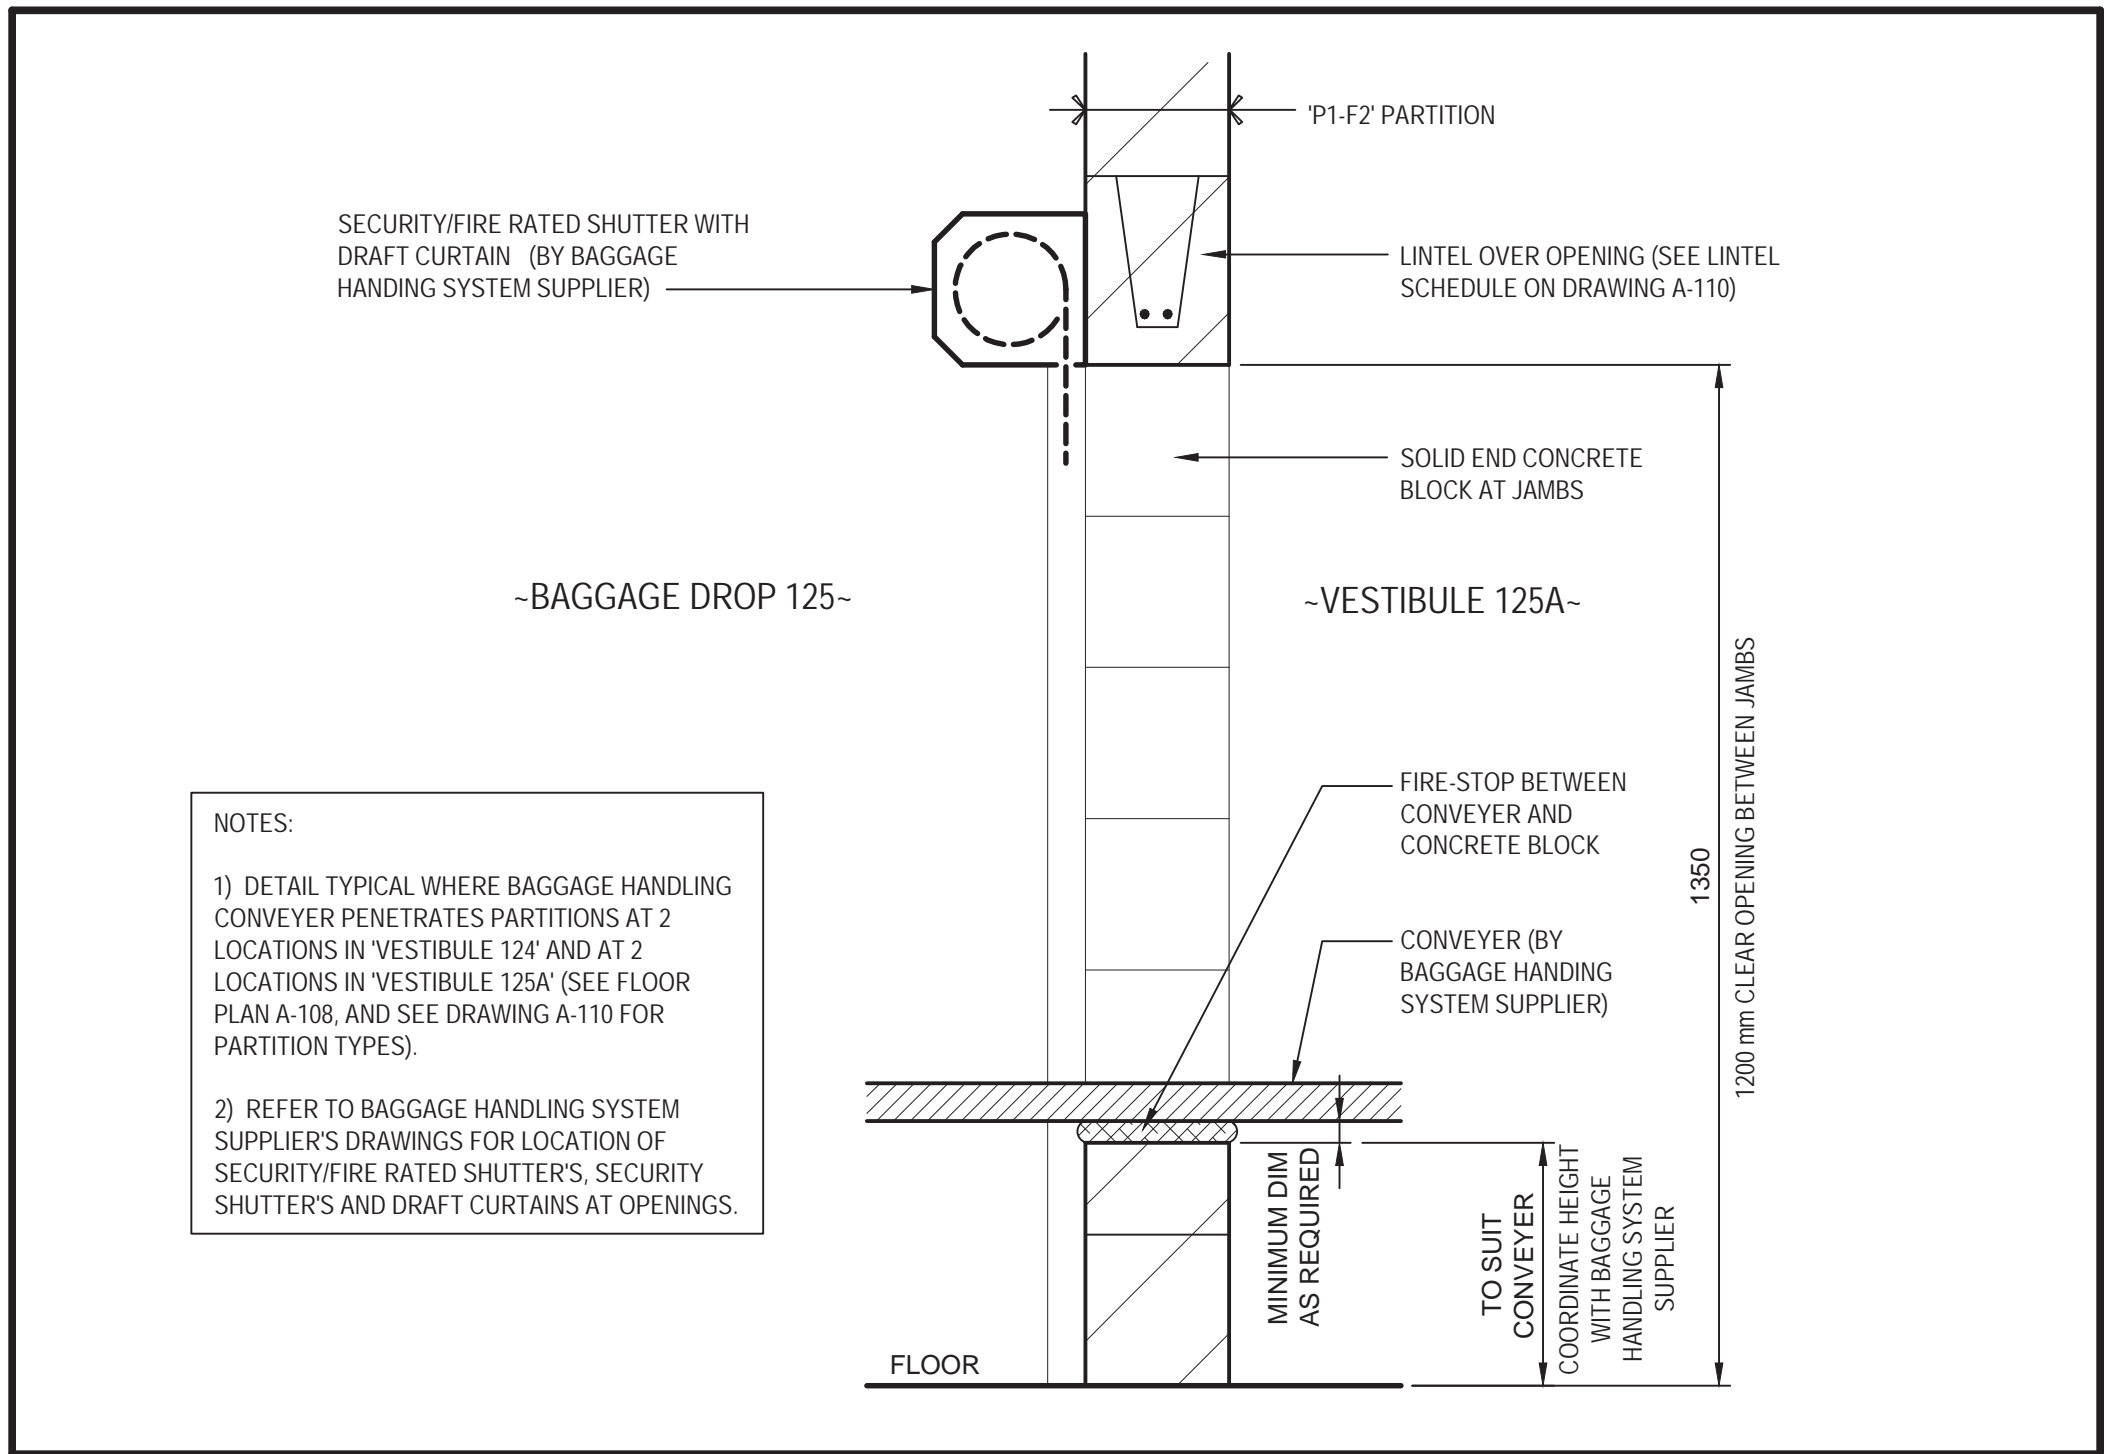 'P1-F2' PARTITION
SECURITY/FIRE RATED SHUTTER WITH
DRAFT CURTAIN (BY BAGGAGE
HANDING SYSTEM SUPPLIER)
LINTEL OVER OPENING (SEE LINTEL
SCHEDULE ON DRAWING A-110)
SOLID END CONCRETE
BLOCK AT JAMBS
~BAGGAGE DROP 125~
~VESTIBULE 125A~
1350
1200 mm CLEAR OPENING BETWEEN JAMBS
FIRE-STOP BETWEEN
CONVEYER AND
CONCRETE BLOCK
CONVEYER (BY
BAGGAGE HANDING
SYSTEM SUPPLIER)
NOTES:
1) DETAIL TYPICAL WHERE BAGGAGE HANDLING
CONVEYER PENETRATES PARTITIONS AT 2
LOCATIONS IN 'VESTIBULE 124' AND AT 2
LOCATIONS IN 'VESTIBULE 125A' (SEE FLOOR
PLAN A-108, AND SEE DRAWING A-110 FOR
PARTITION TYPES).
2) REFER TO BAGGAGE HANDLING SYSTEM
SUPPLIER'S DRAWINGS FOR LOCATION OF
SECURITY/FIRE RATED SHUTTER'S, SECURITY
SHUTTER'S AND DRAFT CURTAINS AT OPENINGS.
MINIMUM DIM
AS REQUIRED
TO SUIT
CONVEYER
COORDINATE HEIGHT
WITH BAGGAGE
HANDLING SYSTEM
SUPPLIER
FLOOR